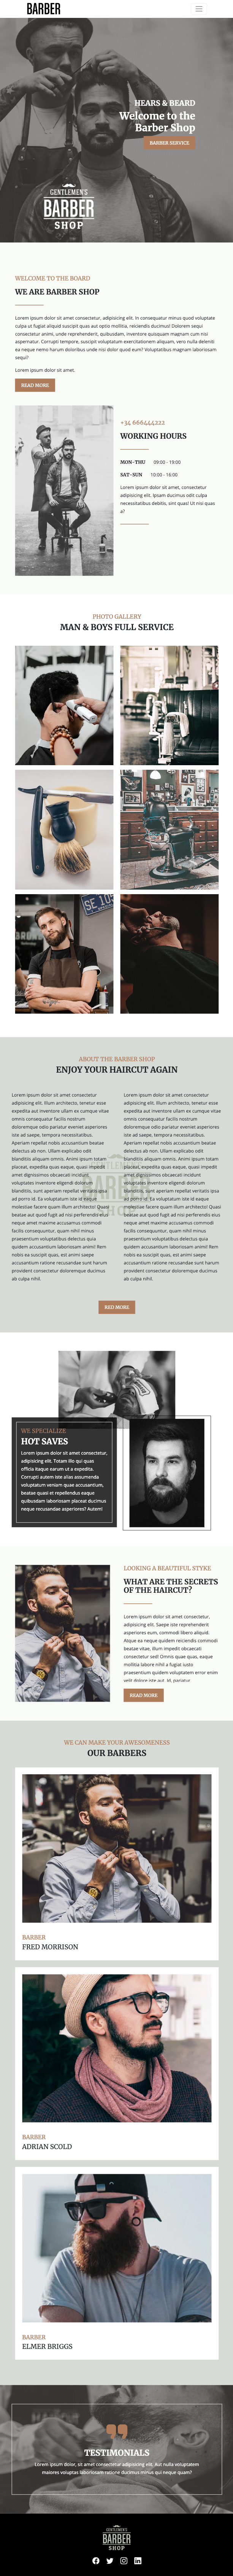 BARBER
HEARS & BEARD
Welcome to the
Barber Shop
BARBER SERVICE
GENTLEMEN'S
BARBER
SHOP
WELCOME TO THE BOARD
WE ARE BARBER SHOP
Lorem ipsum dolor sit amet consectetur, adipisicing elit. In consequatur minus quod voluptate
culpa ut fugiat aliquid suscipit quas aut optio mollitia, reiciendis ducimus! Dolorem sequi
consectetur animi, unde reprehenderit, quibusdam, inventore quisquam magnam cum nisi
exercitationem. Corrupti tempore, suscipit voluptatum exercitationem aliquam, vero nulla deleniti
ea neque nemo harum doloribus unde nisi dolor quod eum? Voluptatibus magnam laboriosam
sequi?
Lorem ipsum dolor sit amet.
READ MORE
+34 666444222
WORKING HOURS
MON-THU 09:00 - 19:00
SAT-SUN 10:00 - 16:00
Lorem ipsum dolor sit amet, consectetur
adipisicing elit. Ipsam ducimus odit culpa
necessitatibus debitis, sint quas! Ut nisi quas
a?
PHOTO GALLERY
MAN & BOYS FULL SERVICE
ABOUT THE BARBER SHOP
ENJOY YOUR HAIRCUT AGAIN
Lorem ipsum dolor sit amet consectetur
adipisicing elit. Illum architecto, tenetur esse
expedita aut inventore ullam ex cumque vitae
omnis consequatur facilis nostrum
doloremque odio pariatur eveniet asperiores
iste ad saepe, tempora necessitatibus.
Aperiam repellat nobis accusantium beatae
delectus ab non, Ullam explicabo odit
blanditiis aliquam omnis. Animi ipsum totam
placeat, expedita quo eaque, quasi impedit
amet dignissimos obcaecati incidunt
voluptates inventore eligendi dolorum
blanditiis, sunt aperiam repellat veritatis ipsa
ad porro id. Ea voluptatum iste non magni
molestiae facere quam illum architecto! Quasi
beatae aut quod fugit ad nisi perferendis eius
neque amet maxime accusamus commodi
facilis consequuntur, quam nihil minus
praesentium voluptatibus delectus quia
quidem accusantium laboriosam animi! Rem
nobis ea suscipit quas, est animi saepe
accusantium ratione recusandae sunt harum
provident consectetur doloremque ducimus
ab culpa nihil.
Lorem ipsum dolor sit amet consectetur
adipisicing elit. Illum architecto, tenetur esse
expedita aut inventore ullam ex cumque vitae
omnis consequatur facilis nostrum
doloremque odio pariatur eveniet asperiores
iste ad saepe, tempora necessitatibus.
Aperiam repellat nobis accusantium beatae
delectus ab non, Ullam explicabo odit
blanditiis aliquam omnis. Animi ipsum totam
placeat, expedita quo eaque, quasi impedit
amet dignissimos obcaecati incidunt
voluptates inventore eligendi dolorum
blanditiis, sunt aperiam repellat veritatis ipsa
ad porro id. Ea voluptatum iste non magni
molestiae facere quam illum architecto! Quasi
beatae aut quod fugit ad nisi perferendis eius
neque amet maxime accusamus commodi
facilis consequuntur, quam nihil minus
praesentium voluptatibus delectus quia
quidem accusantium laboriosam animi! Rem
nobis ea suscipit quas, est animi saepe
accusantium ratione recusandae sunt harum
provident consectetur doloremque ducimus
ab culpa nihil.
RED MORE
WE SPECIALIZE
HOT SAVES
Lorem ipsum dolor sit amet consectetur,
adipisicing elit. Totam illo aut quas
officia itaque earum ut a expedita.
Corrupti autem iste alias assumenda
voluptatum veniam quae accusantium,
beatae quasi et repellendus eaque
quibusdam laboriosam placeat ducimus
neque recusandae asperiores? Autem!
LOOKING A BEAUTIFUL STYKE
WHAT ARE THE SECRETS
OF THE HAIRCUT?
Lorem ipsum dolor sit amet consectetur,
adipisicing elit. Saepe iste reprehenderit
asperiores eum, commodi libero aliquid.
Atque ea neque quidem reiciendis commodi
beatae vitae, itaque ad impedit obcaecati
consectetur sed! Omnis quae quas, eaque
mollitia labore nihil a fugiat iusto
praesentium quidem voluptatem error enim
READ MORE
WE CAN MAKE YOUR AWESOMENESS
OUR BARBERS
BARBER
FRED MORRISON
BARBER
ADRIAN SCOLD
BARBER
ELMER BRIGGS
TESTIMONIALS
Lorem ipsum dolor, sit amet consectetur adipisicing elit. Aut nulla voluptatem
maiores voluptas laboriosam ratione ducimus minus qui neque quam?
GENTLEMEN'S
BARBER
SHOP